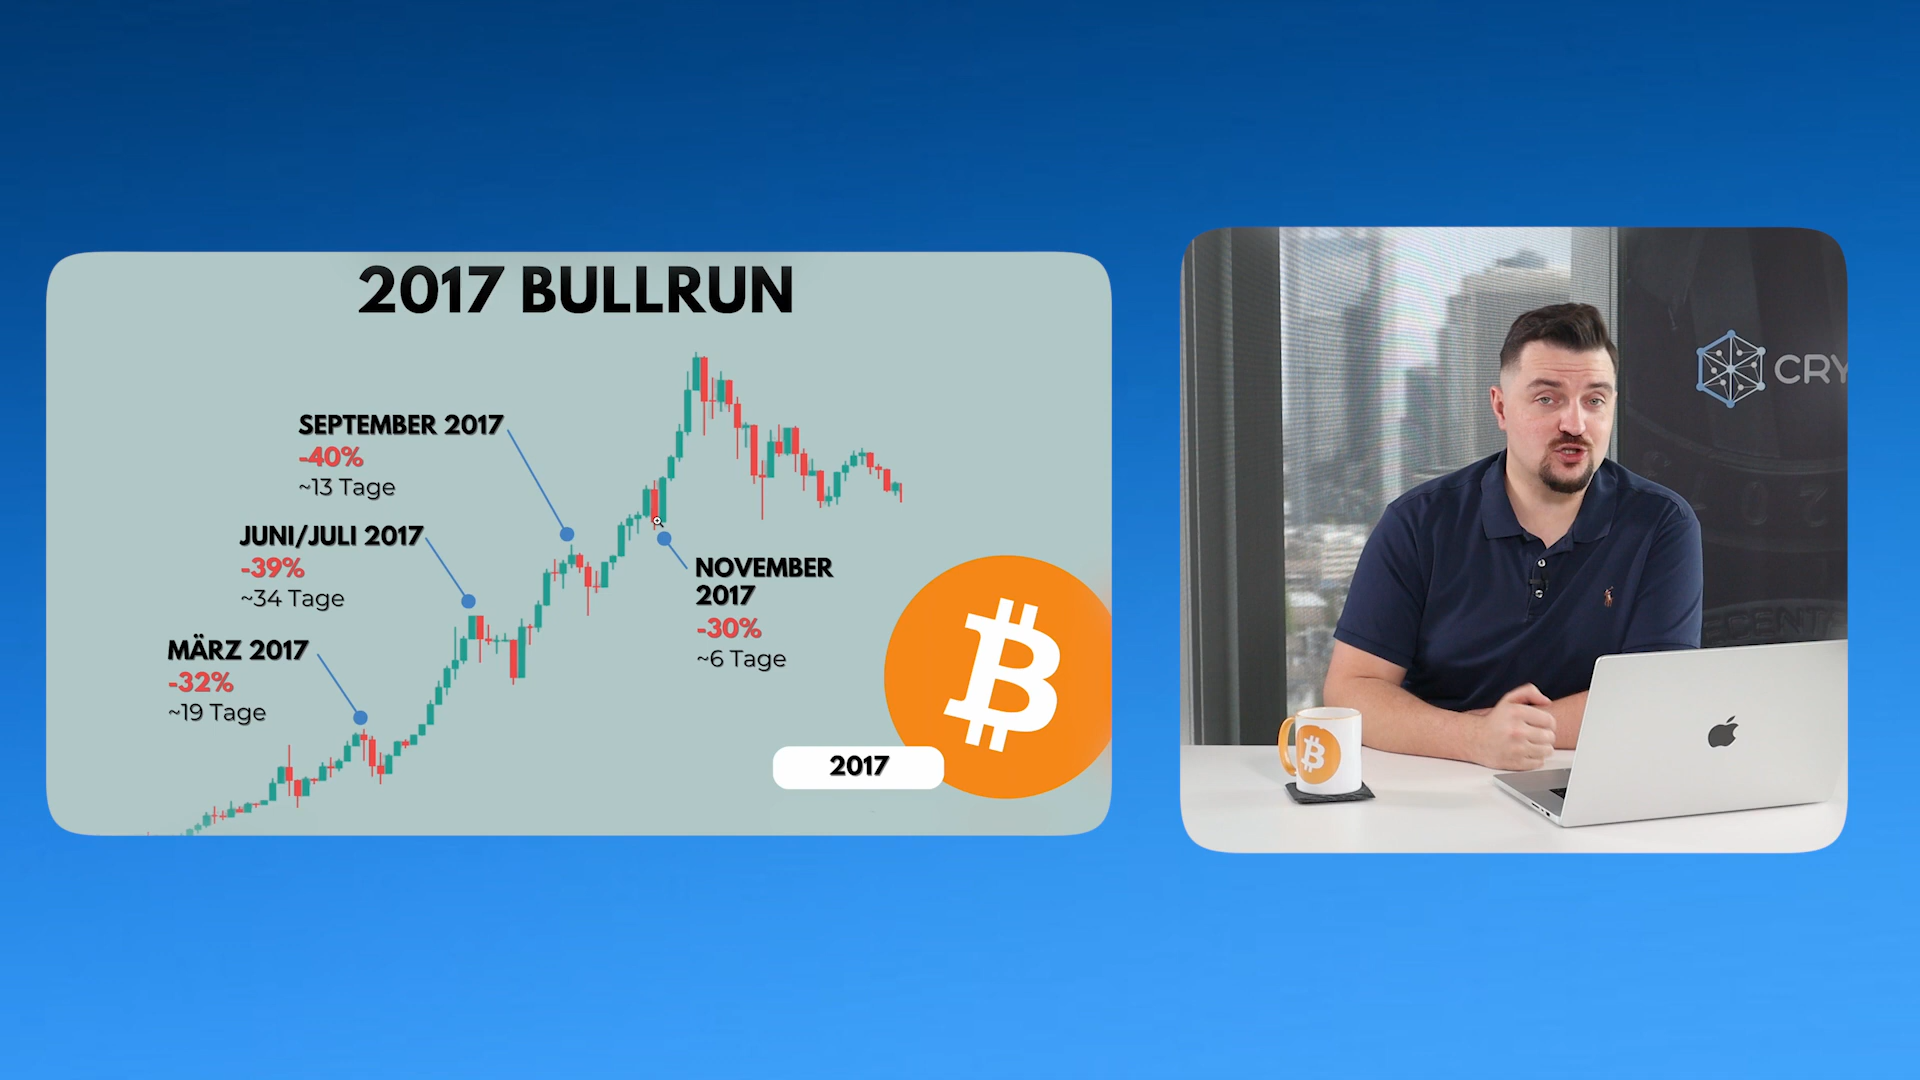 2017 BULLRUN
SEPTEMBER 2017
-40%
~13 Tage
JUNI/JULI 2017
-39%
~34 Tage
MÄRZ 2017
-32%
~19 Tage
NOVEMBER
2017
-30%
~6 Tage
2017
CRY